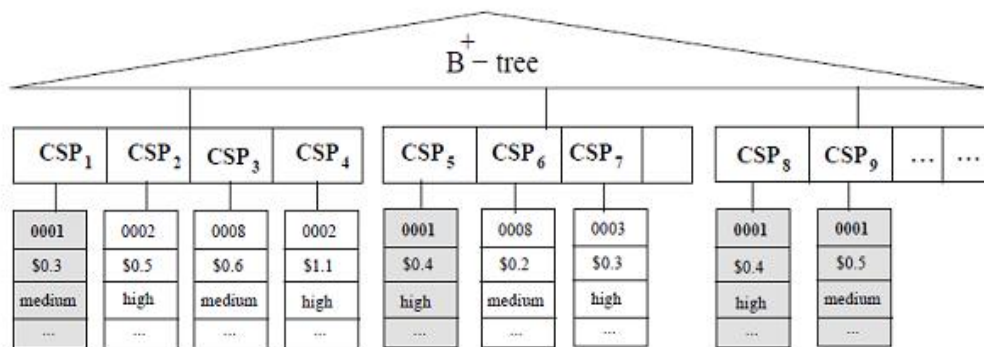 B+ – tree
CSP1 CSP2 CSP3 CSP4 CSP5 CSP6 CSP7 CSP8 CSP9 ... ...
0001 0002 0008 0002 0001 0008 0003 0001 0001
$0.3 $0.5 $0.6 $1.1 $0.4 $0.2 $0.3 $0.4 $0.5
medium high medium high high medium high high medium
... ... ... ... ... ... ... ... ...